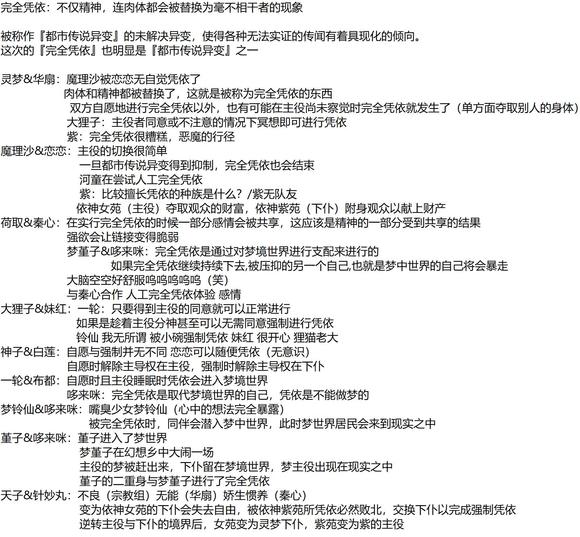 完全凭依：不仅精神，连肉体都会被替换为毫不相干者的现象
被称作『都市传说异变』的未解决异变，使得各种无法实证的传闻有着具现化的倾向。
这次的『完全凭依』也明显是『都市传说异变』之一
灵梦&华扇：魔理沙被恋恋无自觉凭依了
肉体和精神都被替换了，这就是被称为完全凭依的东西
双方自愿地进行完全凭依以外，也有可能在主役尚未察觉时完全凭依就发生了（单方面夺取别人的身体）
大狸子：主役者同意或不注意的情况下冥想即可进行凭依
紫：完全凭依很糟糕，恶魔的行径
魔理沙&恋恋：主役的切换很简单
一旦都市传说异变得到抑制，完全凭依也会结束
河童在尝试人工完全凭依
紫：比较擅长凭依的种族是什么？/紫无队友
依神女苑（主役）夺取观众的财富，依神紫苑（下仆）附身观众以献上财产
荷取&秦心：在实行完全凭依的时候一部分感情会被共享，这应该是精神的一部分受到共享的结果
强欲会让链接变得脆弱
梦堇子&哆来咪：完全凭依是通过对梦境世界进行支配来进行的
如果完全凭依继续持续下去,被压抑的另一个自己,也就是梦中世界的自己将会暴走
大脑空空好舒服呜呜呜呜呜（笑）
与秦心合作 人工完全凭依体验 感情
大狸子&妹红：一轮：只要得到主役的同意就可以正常进行
如果是趁着主役分神甚至可以无需同意强制进行凭依
铃仙 我无所谓 被小碗强制凭依 妹红 很开心 狸猫老大
神子&白莲：自愿与强制并无不同 恋恋可以随便凭依（无意识）
自愿时解除主导权在主役，强制时解除主导权在下仆
一轮&布都：自愿时且主役睡眠时凭依会进入梦境世界
哆来咪：完全凭依是取代梦境世界的自己，凭依是不能做梦的
梦铃仙&哆来咪：嘴臭少女梦铃仙（心中的想法完全暴露）
被完全凭依时，同伴会潜入梦中世界，此时梦世界居民会来到现实之中
堇子&哆来咪：堇子进入了梦世界
梦堇子在幻想乡中大闹一场
主役的梦被赶出来，下仆留在梦境世界，梦主役出现在现实之中
堇子的二重身与梦堇子进行了完全凭依
天子&针妙丸：不良（宗教组）无能（华扇）娇生惯养（秦心）
变为依神女苑的下仆会失去自由，被依神紫苑所凭依必然败北，交换下仆以完成强制凭依
逆转主役与下仆的境界后，女苑变为灵梦下仆，紫苑变为紫的主役